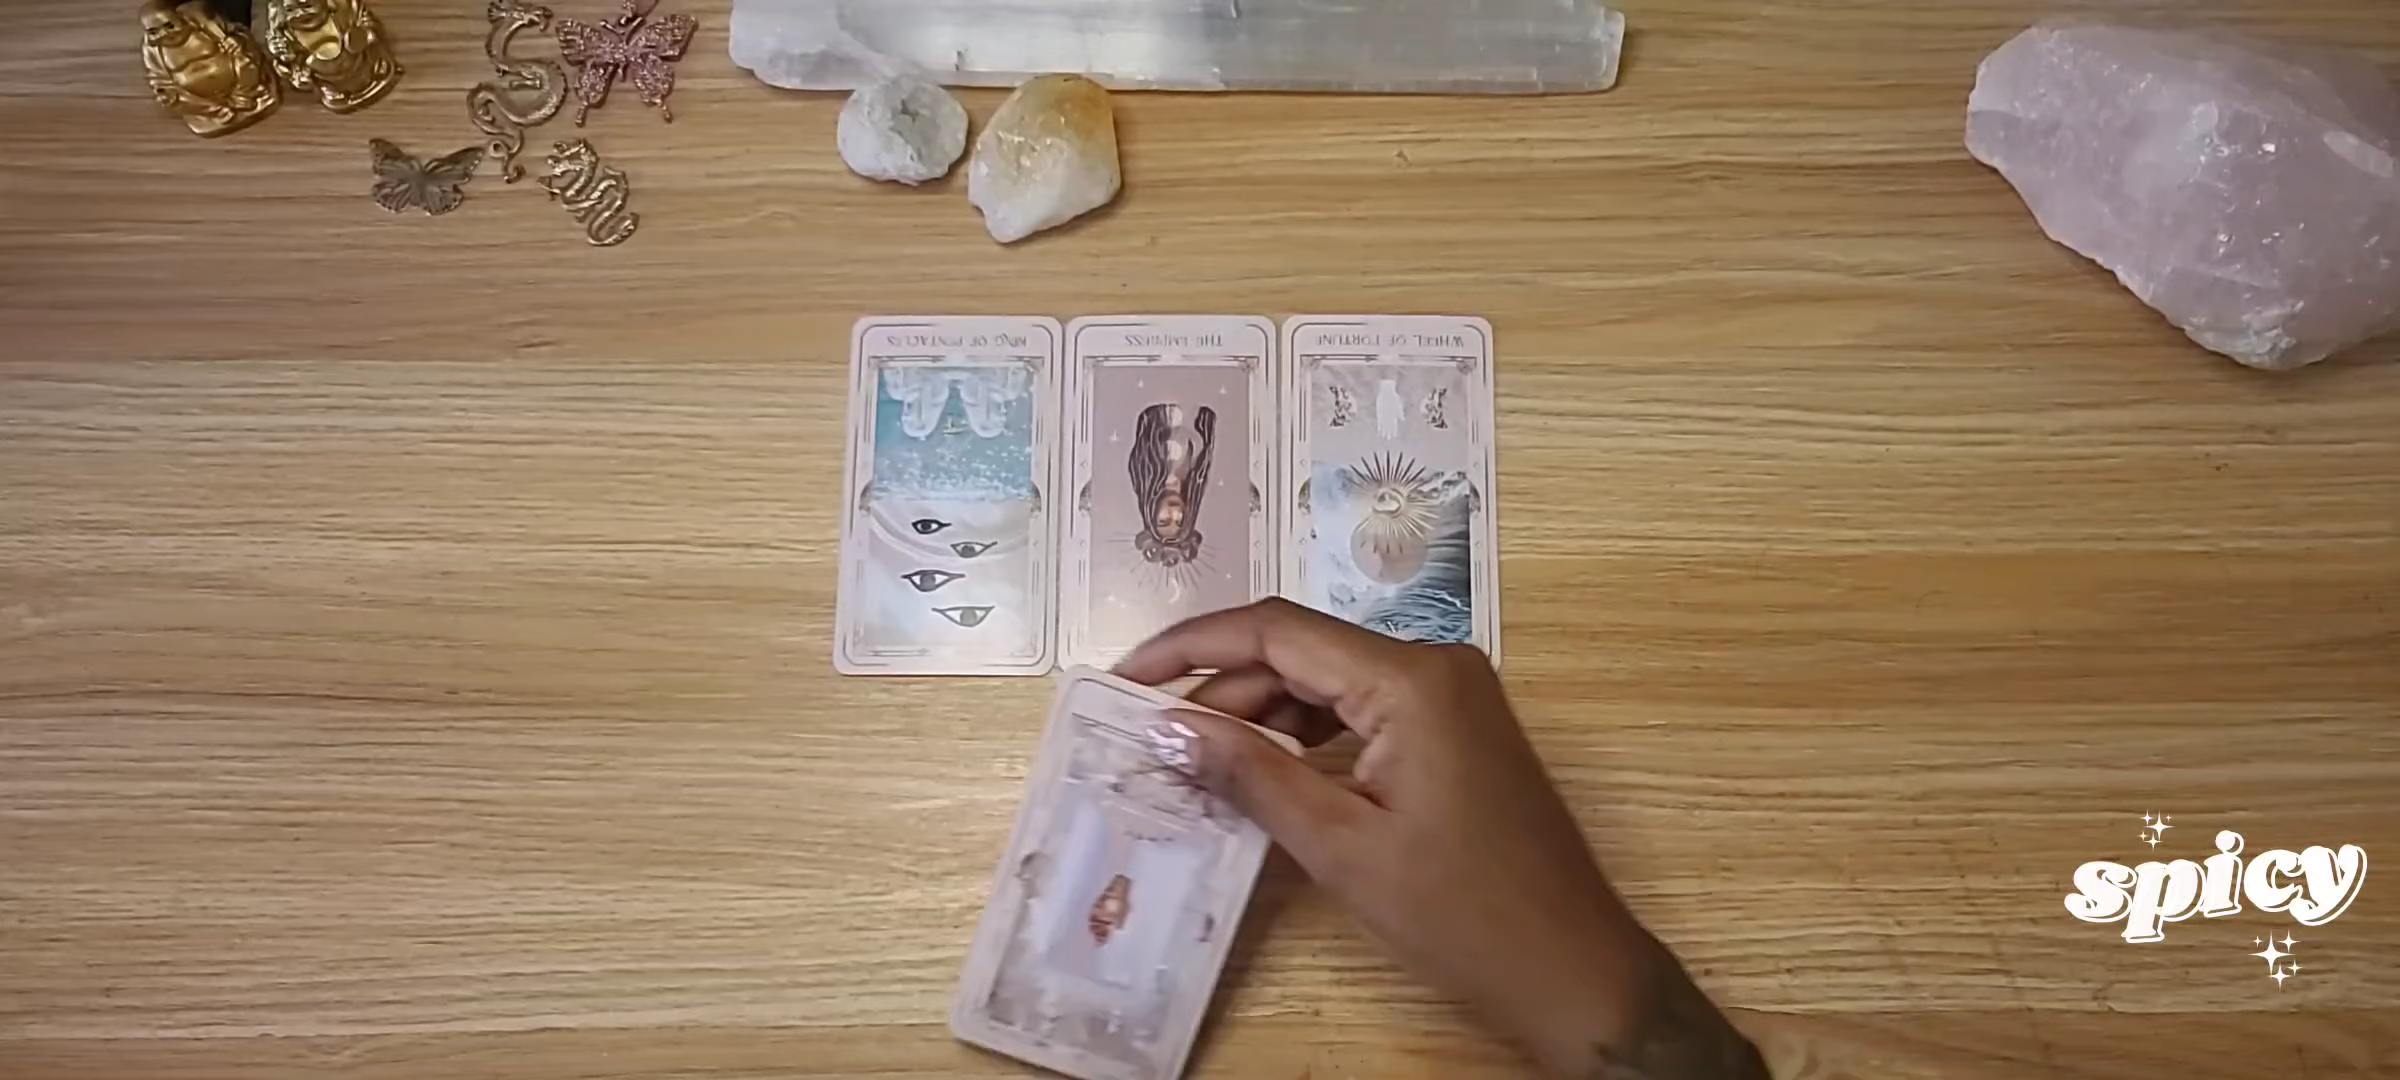 KING OF PENTACLES
THE EMPRESS
WHEEL OF FORTUNE
spicy